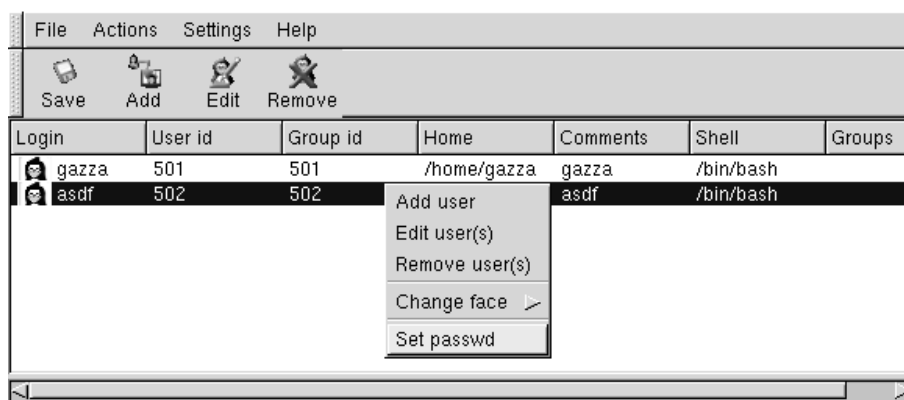 File Actions Settings Help
Save Add Edit Remove
Login User id Group id Home Comments Shell Groups
gazza 501 501 /home/gazza gazza /bin/bash
asdf 502 502 asdf /bin/bash
Add user
Edit user(s)
Remove user(s)
Change face
Set passwd